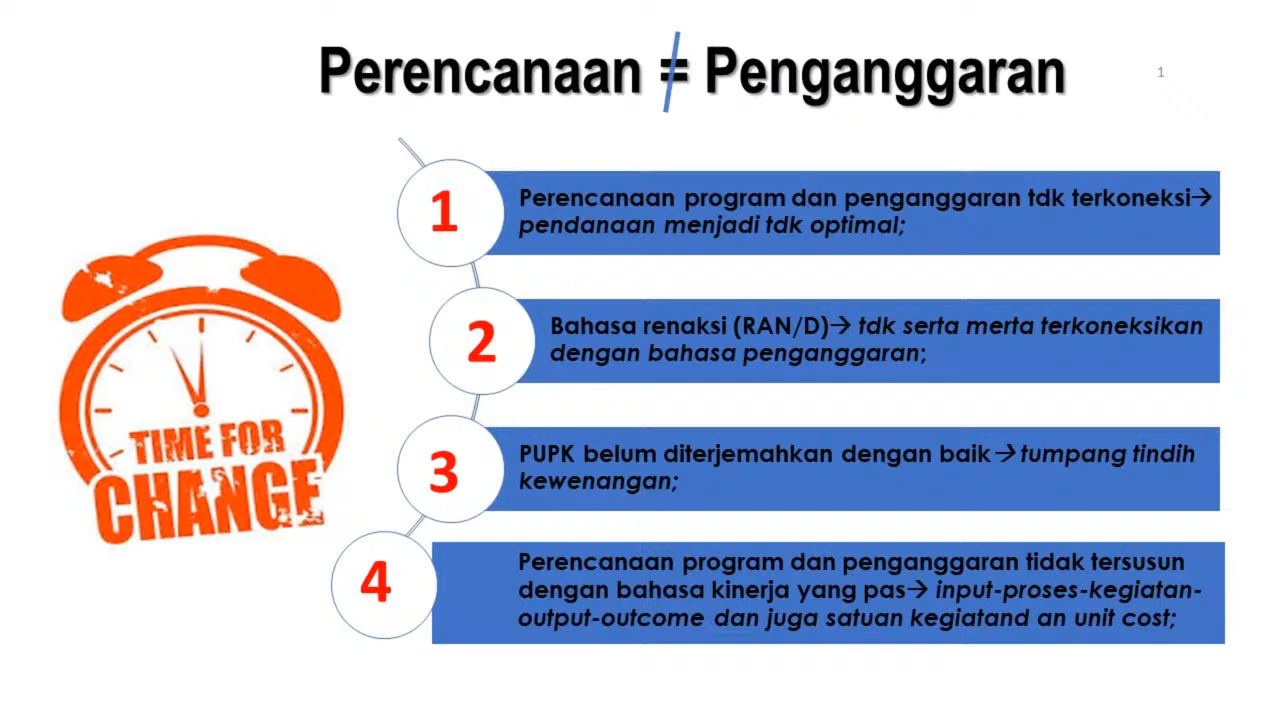 Perencanaan ≠ Penganggaran
1
1
Perencanaan program dan penganggaran tdk terkoneksi→
pendanaan menjadi tdk optimal;
2
Bahasa renaksi (RAN/D)→ tdk serta merta terkoneksikan
dengan bahasa penganggaran;
3
PUPK belum diterjemahkan dengan baik→tumpang tindih
kewenangan;
4
Perencanaan program dan penganggaran tidak tersusun
dengan bahasa kinerja yang pas→ input-proses-kegiatan-
output-outcome dan juga satuan kegiatand an unit cost;
TIME FOR
CHANGE